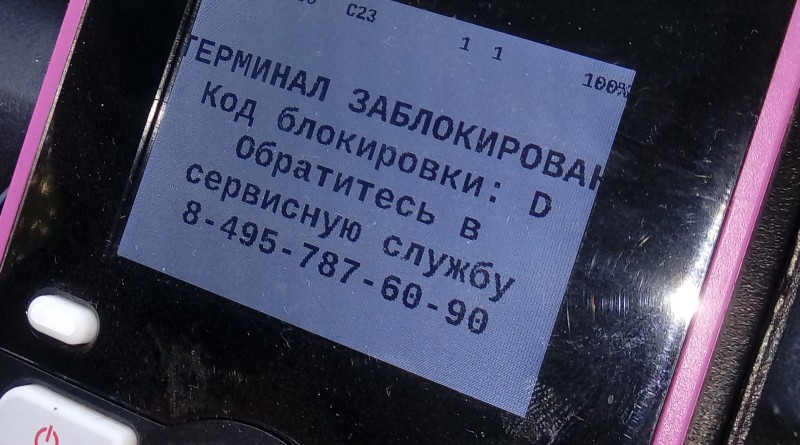 C23
1 1
100%
ТЕРМИНАЛ ЗАБЛОКИРОВАН
Код блокировки: D
Обратитесь в
сервисную службу
8-495-787-60-90